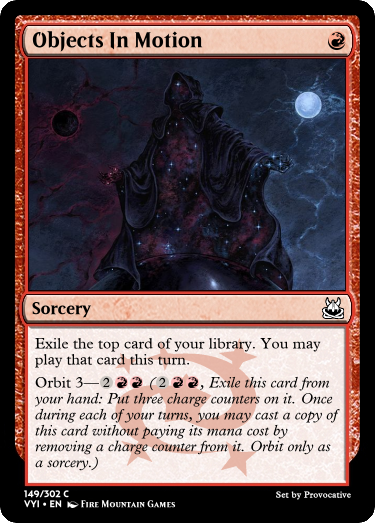 Objects In Motion
Sorcery
Exile the top card of your library. You may
play that card this turn.
Orbit 3—2 ( 2 , Exile this card from
your hand: Put three charge counters on it. Once
during each of your turns, you may cast a copy of
this card without paying its mana cost by
removing a charge counter from it. Orbit only as
a sorcery.)
149/302 C
VYI • EN Fire Mountain Games
Set by Provocative